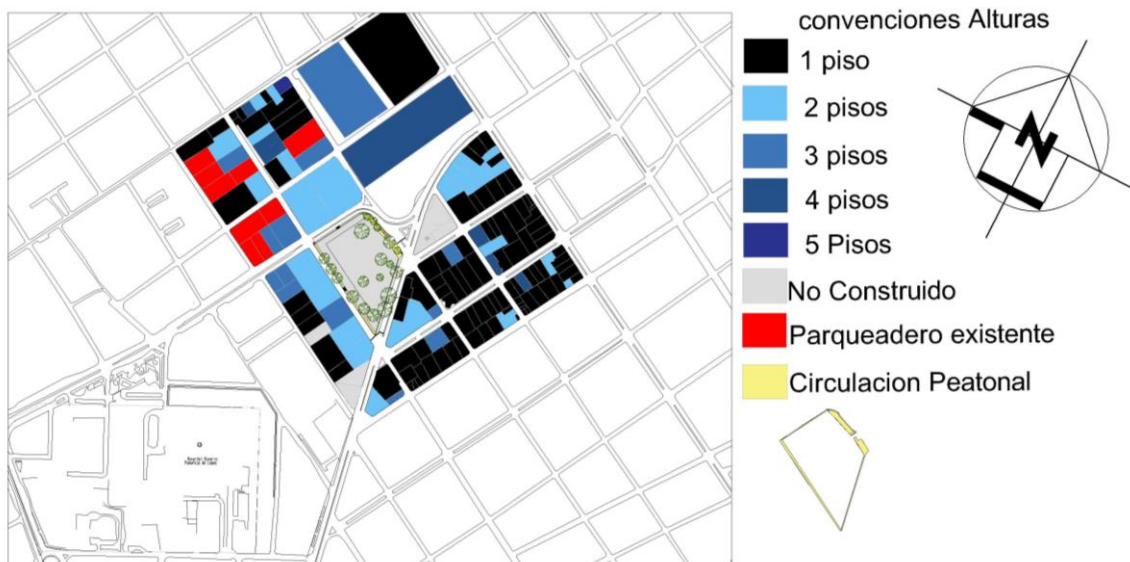 convenciones Alturas
1 piso
2 pisos
3 pisos
4 pisos
5 Pisos
No Construido
Parqueadero existente
Circulacion Peatonal
N